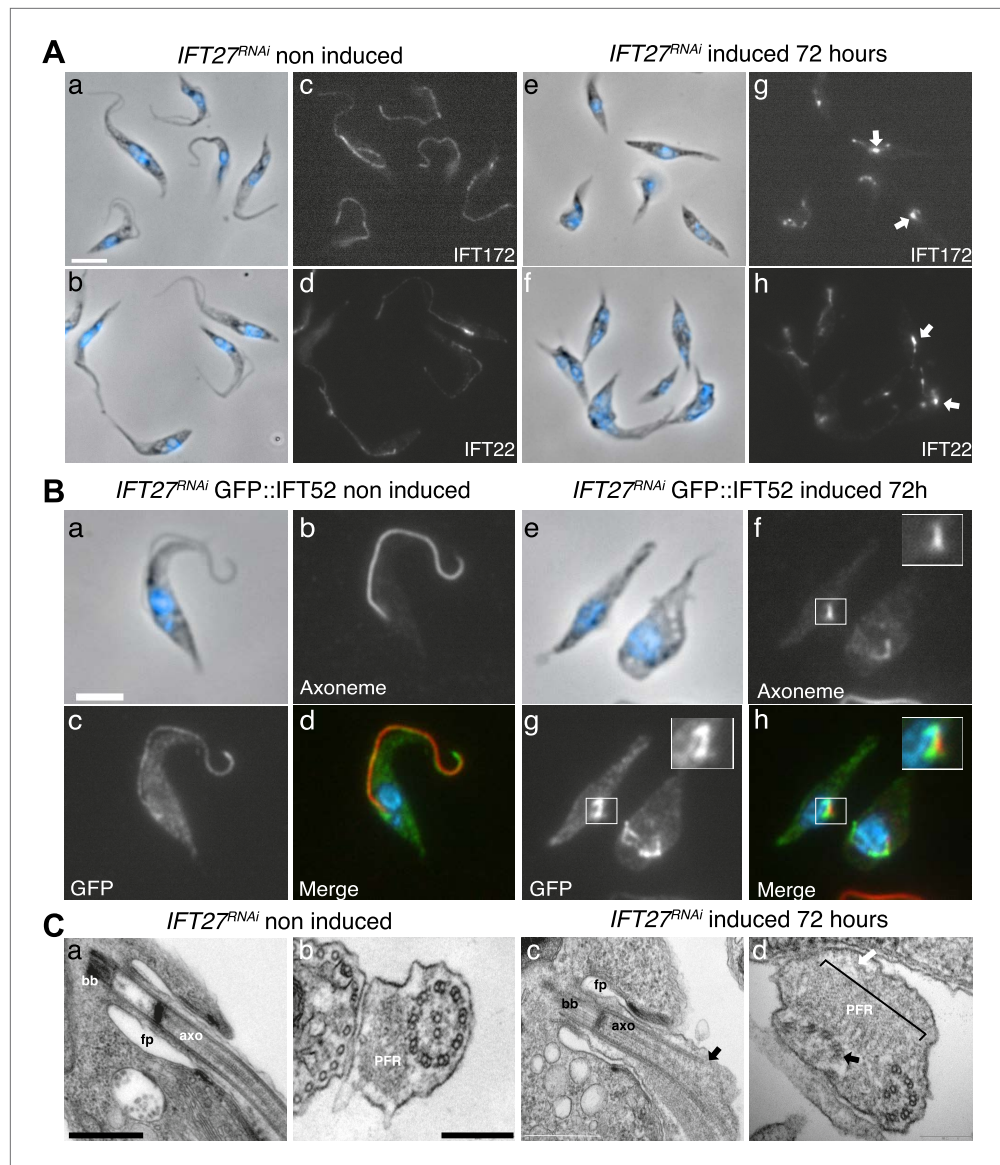 A
IFT27RNAi non induced
IFT27RNAi induced 72 hours
a
c
e
g
IFT172
IFT172
b
d
f
h
IFT22
IFT22
B
IFT27RNAi GFP::IFT52 non induced
IFT27RNAi GFP::IFT52 induced 72h
a
b
e
f
Axoneme
Axoneme
c
d
g
h
GFP
Merge
GFP
Merge
C
IFT27RNAi non induced
IFT27RNAi induced 72 hours
a
bb
fp
axo
b
PFR
c
fp
bb
axo
d
PFR